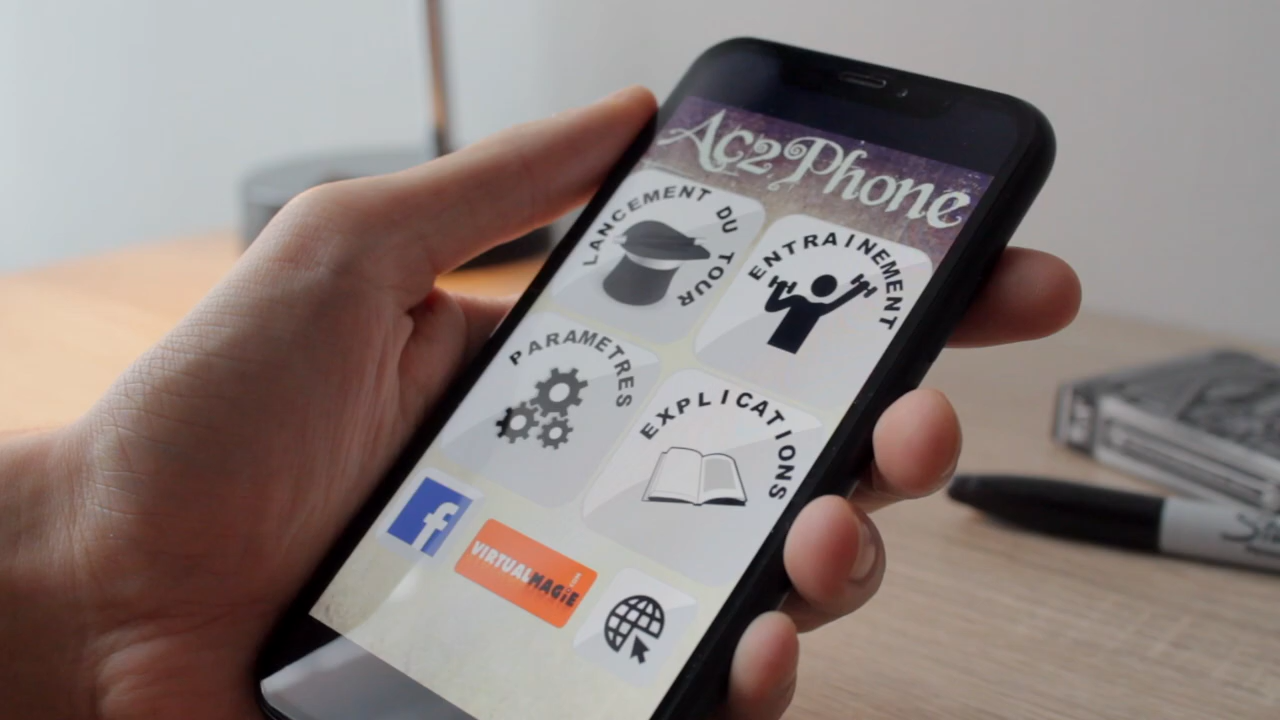 Ac2Phone
LANCEMENT DU TOUR
ENTRAINEMENT
PARAMETRES
EXPLICATIONS
f
VIRTUALMAGIE